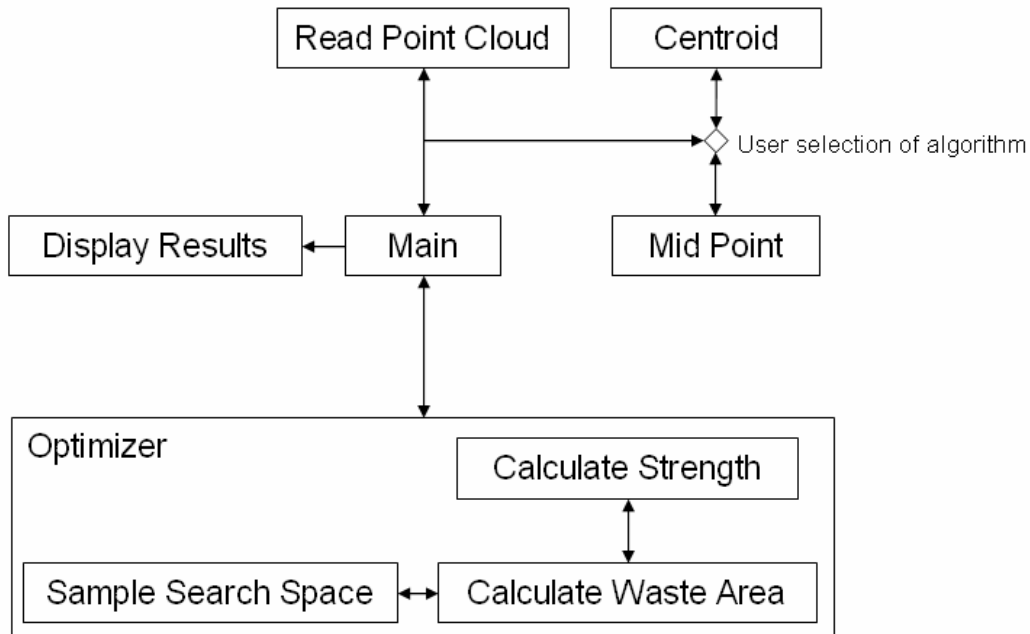 Read Point Cloud
Centroid
User selection of algorithm
Display Results
Main
Mid Point
Optimizer
Calculate Strength
Sample Search Space
Calculate Waste Area